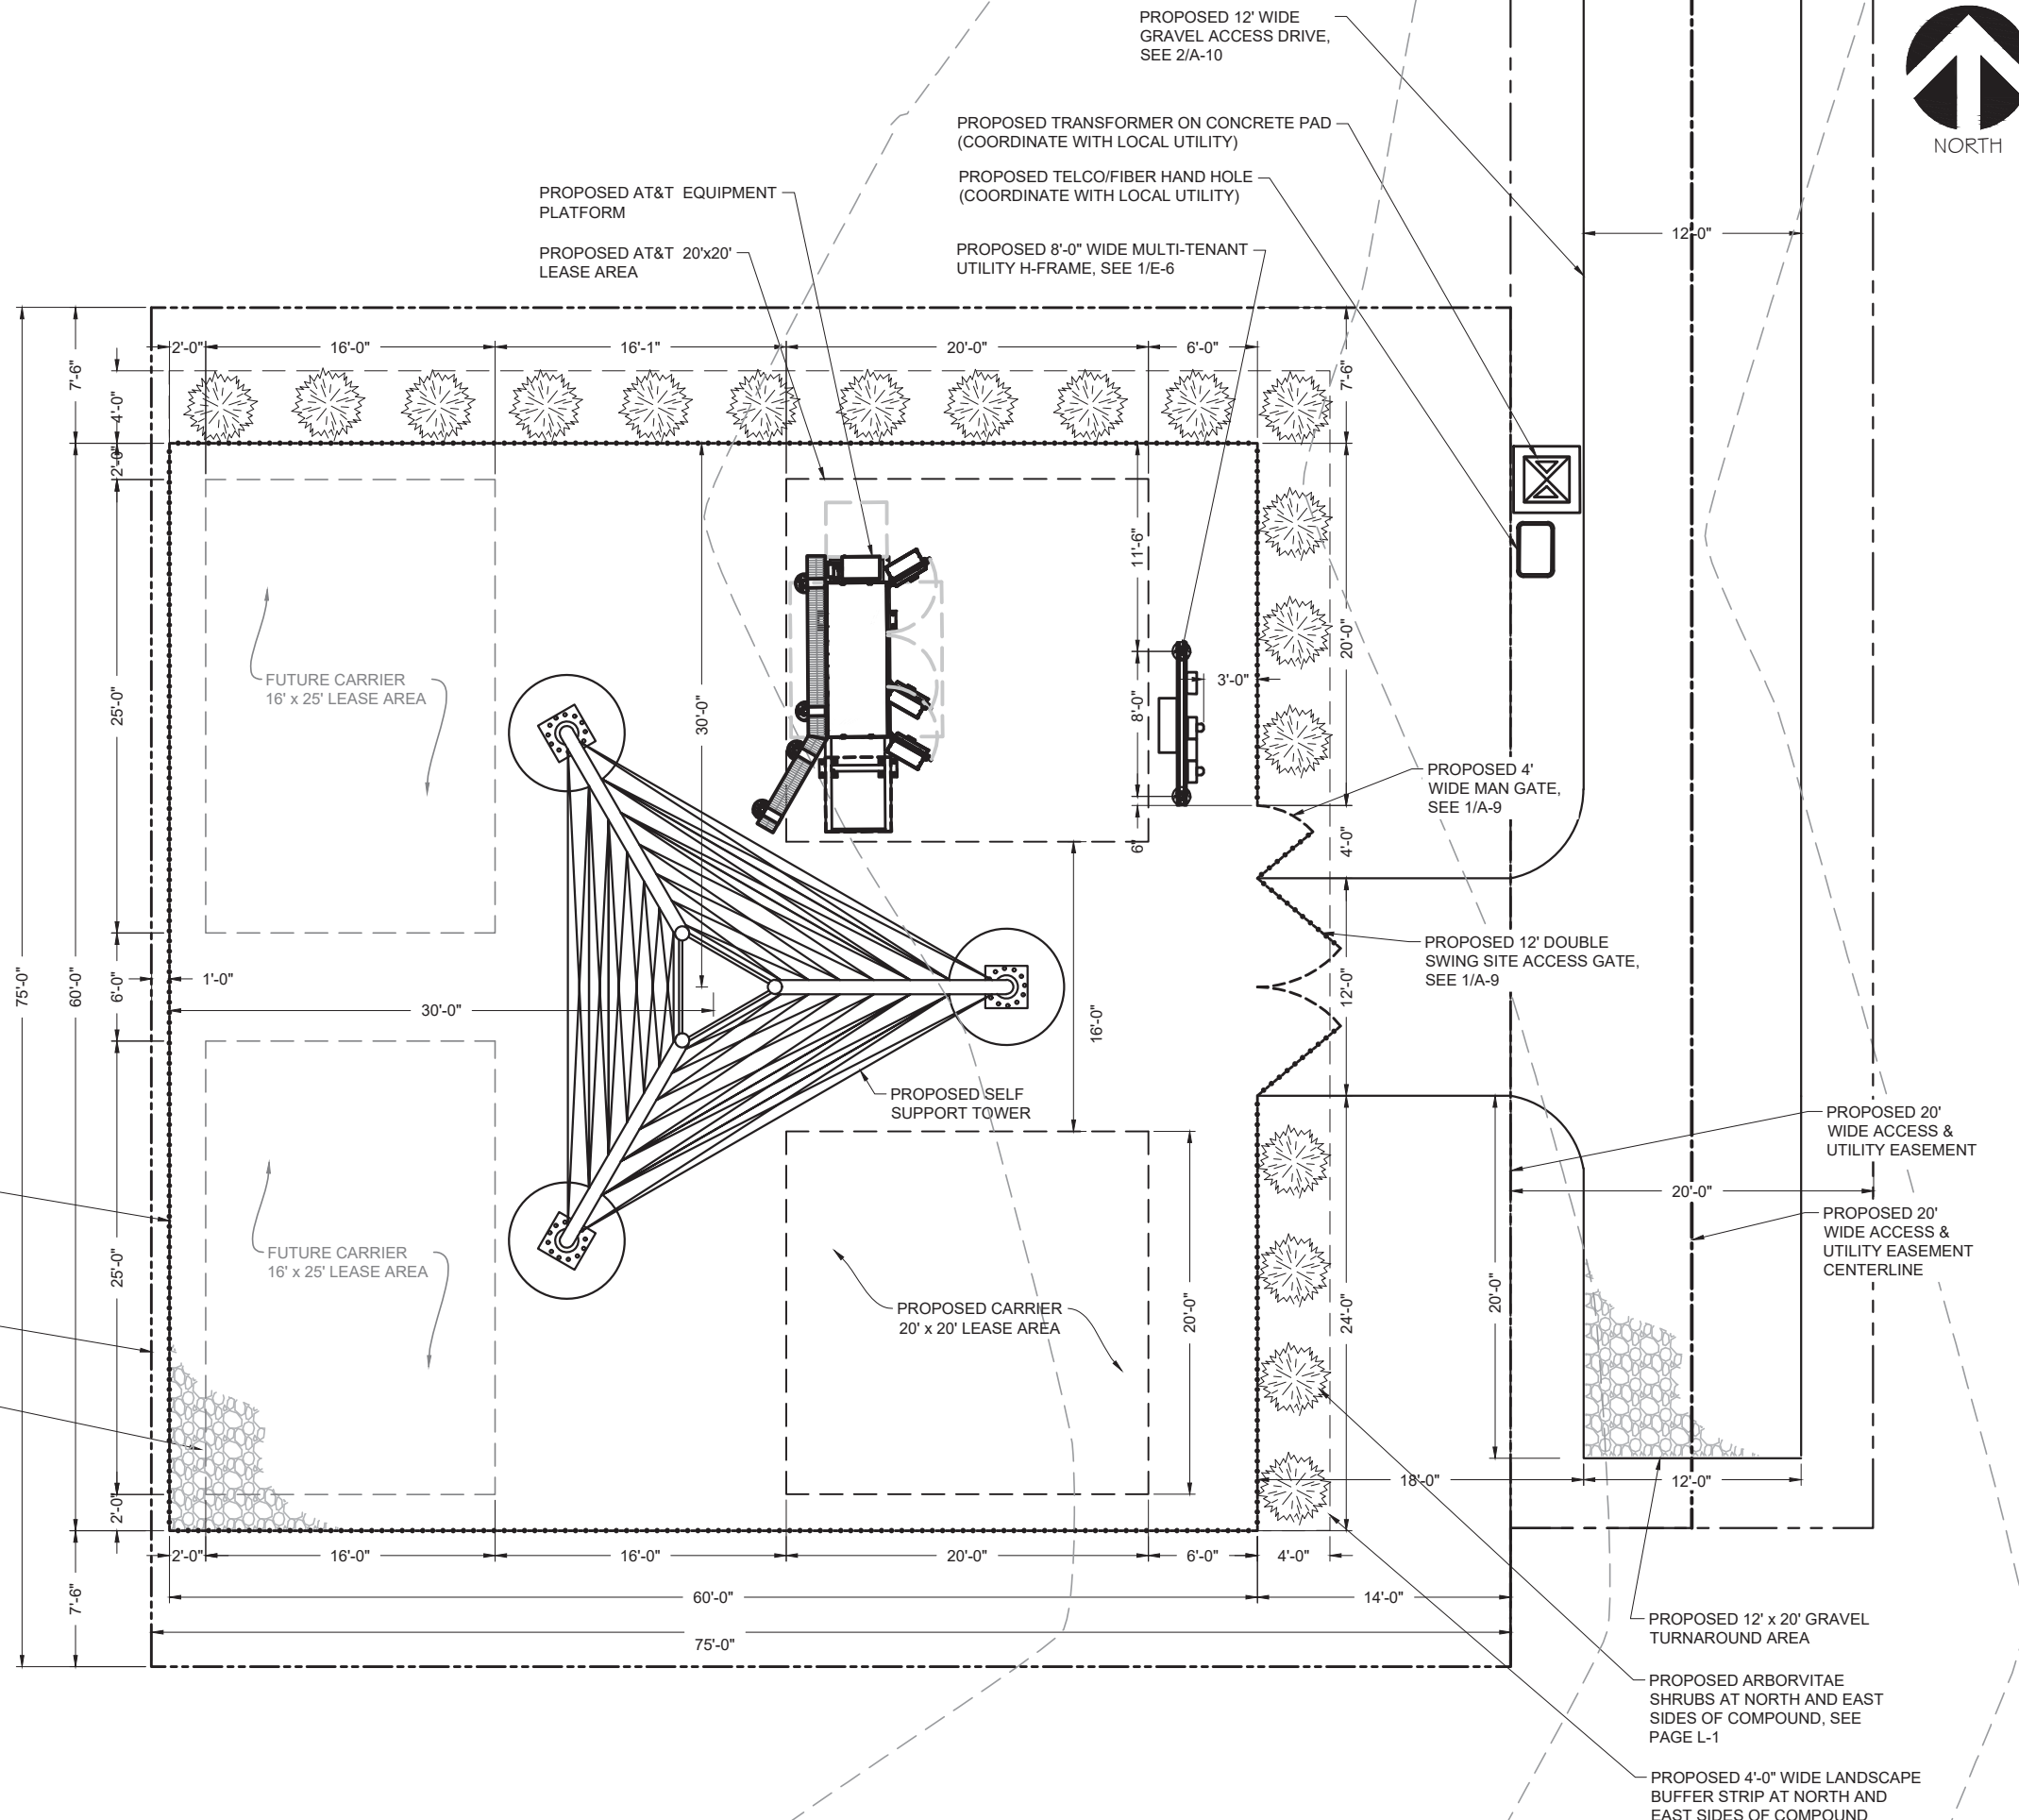 PROPOSED 12' WIDE
GRAVEL ACCESS DRIVE,
SEE 2/A-10
NORTH
PROPOSED TRANSFORMER ON CONCRETE PAD
(COORDINATE WITH LOCAL UTILITY)
PROPOSED TELCO/FIBER HAND HOLE
(COORDINATE WITH LOCAL UTILITY)
PROPOSED AT&T EQUIPMENT
PLATFORM
PROPOSED AT&T 20'x20'
LEASE AREA
PROPOSED 8'-0" WIDE MULTI-TENANT
UTILITY H-FRAME, SEE 1/E-6
12'-0"
2'-0"
16'-0"
16'-1"
20'-0"
6'-0"
7'-6"
4'-0"
2'-0"
7'-6"
FUTURE CARRIER
16' x 25' LEASE AREA
25'-0"
30'-0"
11'-6"
8'-0"
3'-0"
6"
20'-0"
PROPOSED 4'
WIDE MAN GATE,
SEE 1/A-9
4'-0"
PROPOSED 12' DOUBLE
SWING SITE ACCESS GATE,
SEE 1/A-9
12'-0"
75'-0"
60'-0"
6'-0"
1'-0"
30'-0"
16'-0"
PROPOSED SELF
SUPPORT TOWER
PROPOSED 20'
WIDE ACCESS &
UTILITY EASEMENT
20'-0"
PROPOSED 20'
WIDE ACCESS &
UTILITY EASEMENT
CENTERLINE
FUTURE CARRIER
16' x 25' LEASE AREA
25'-0"
PROPOSED CARRIER
20' x 20' LEASE AREA
20'-0"
24'-0"
20'-0"
18'-0"
12'-0"
2'-0"
2'-0"
16'-0"
16'-0"
20'-0"
6'-0"
4'-0"
7'-6"
60'-0"
14'-0"
75'-0"
PROPOSED 12' x 20' GRAVEL
TURNAROUND AREA
PROPOSED ARBORVITAE
SHRUBS AT NORTH AND EAST
SIDES OF COMPOUND, SEE
PAGE L-1
PROPOSED 4'-0" WIDE LANDSCAPE
BUFFER STRIP AT NORTH AND
EAST SIDES OF COMPOUND